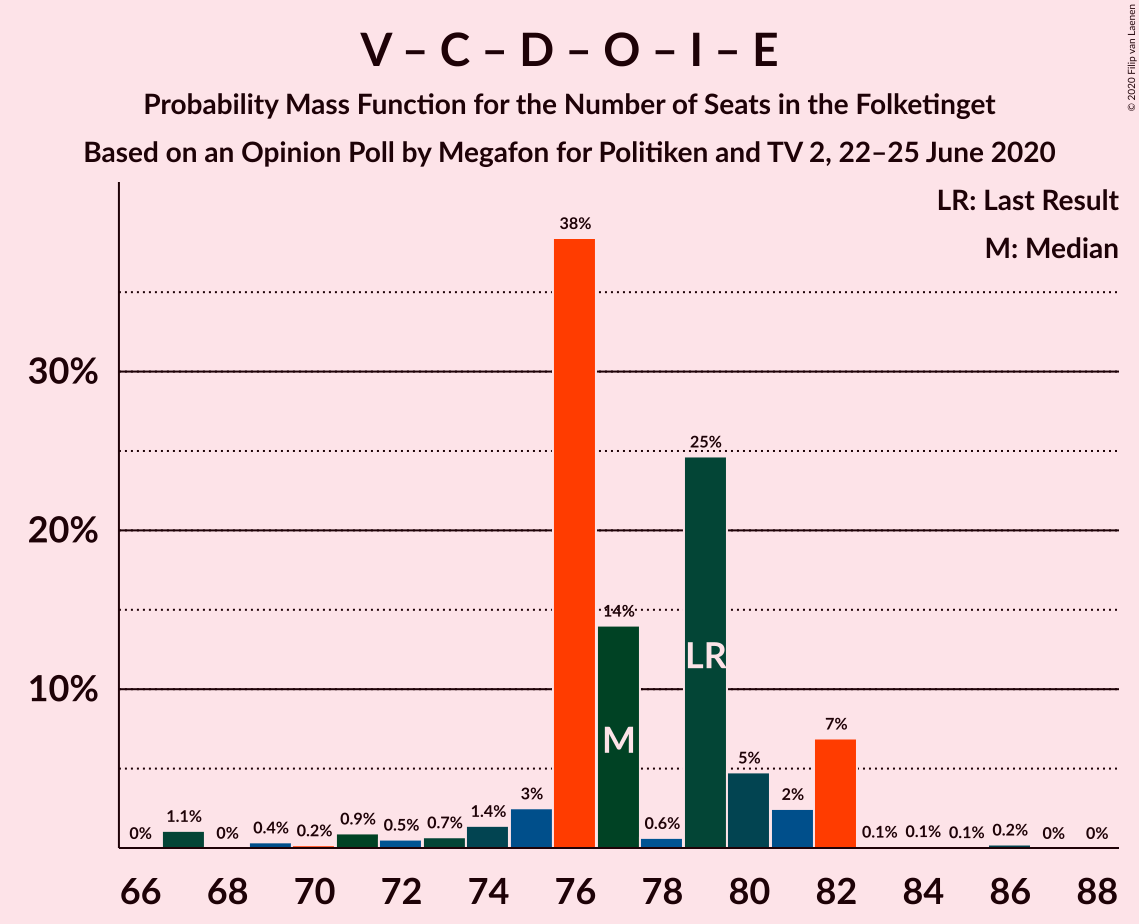 V – C – D – O – I – E
Probability Mass Function for the Number of Seats in the Folketinget
Based on an Opinion Poll by Megafon for Politiken and TV 2, 22–25 June 2020
© 2020 Filip van Laenen
LR: Last Result
M: Median
30%
20%
10%
0%
1.1%
0%
0.4%
0.2%
0.9%
0.5%
0.7%
1.4%
3%
38%
14%
0.6%
25%
5%
2%
7%
0.1%
0.1%
0.1%
0.2%
0%
0%
M
LR
66 68 70 72 74 76 78 80 82 84 86 88